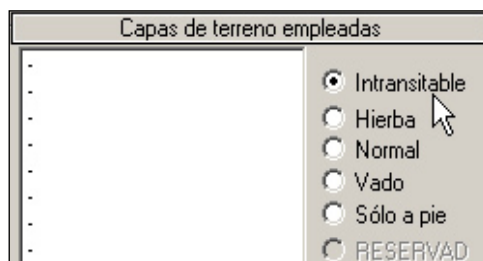 Capas de terreno empleadas
-
-
-
-
-
-
-
-
Intransitable
Hierba
Normal
Vado
Sólo a pie
RESERVAD